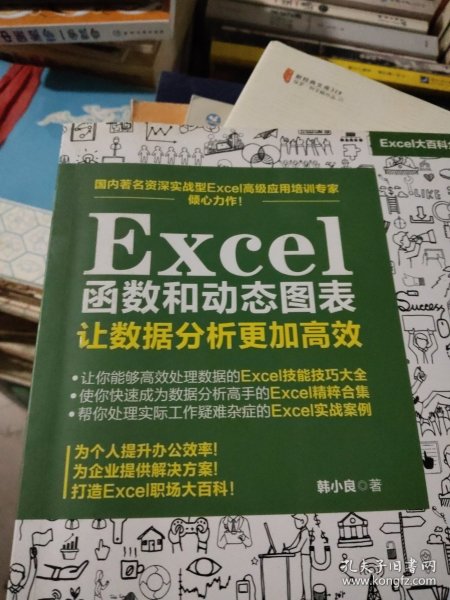 Excel大百科
国内著名资深实战型Excel高级应用培训专家
倾心力作！
Excel
函数和动态图表
让数据分析更加高效
•让你能够高效处理数据的Excel技能技巧大全
•使你快速成为数据分析高手的Excel精粹合集
•帮你处理实际工作疑难杂症的Excel实战案例
为个人提升办公效率！
为企业提供解决方案！
打造Excel职场大百科！
韩小良◎著
Success
孔夫子旧书网
www.kongfz.com